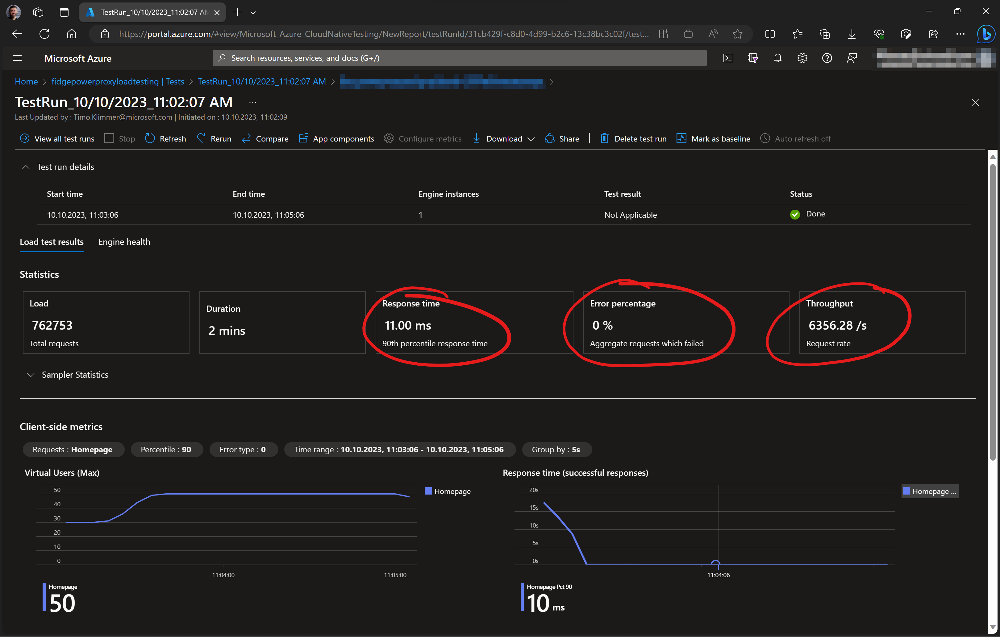 TestRun_10/10/2023_11:02:07 AM
https://portal.azure.com/#view/Microsoft_Azure_CloudNativeTesting/NewReport/testRunId/31cb429f-c8d0-4d99-b2c6-13c38bc3c02f/test...
Microsoft Azure
Search resources, services, and docs (G+/)
Home > fidgepowerproxyloadtesting | Tests > TestRun_10/10/2023_11:02:07 AM >
TestRun_10/10/2023_11:02:07 AM ...
Last Updated by : Timo.Klimmer@microsoft.com | Initiated on : 10.10.2023, 11:02:09
View all test runs Stop Refresh Rerun Compare App components Configure metrics Download Share | Delete test run Mark as baseline Auto refresh off
Test run details
Start time End time Engine instances Test result Status
10.10.2023, 11:03:06 10.10.2023, 11:05:06 1 Not Applicable Done
Load test results Engine health
Statistics
Load
762753
Total requests
Duration
2 mins
Response time
11.00 ms
90th percentile response time
Error percentage
0 %
Aggregate requests which failed
Throughput
6356.28 /s
Request rate
Sampler Statistics
Client-side metrics
Requests : Homepage Percentile : 90 Error type : 0 Time range : 10.10.2023, 11:03:06 - 10.10.2023, 11:05:06 Group by : 5s
Virtual Users (Max)
50
40
30
20
10
0
11:04:00 11:05:00
Homepage
Homepage
50
Response time (successful responses)
20s
15s
10s
5s
0s
11:04:06
Homepage ...
Homepage Pct 90
10 ms